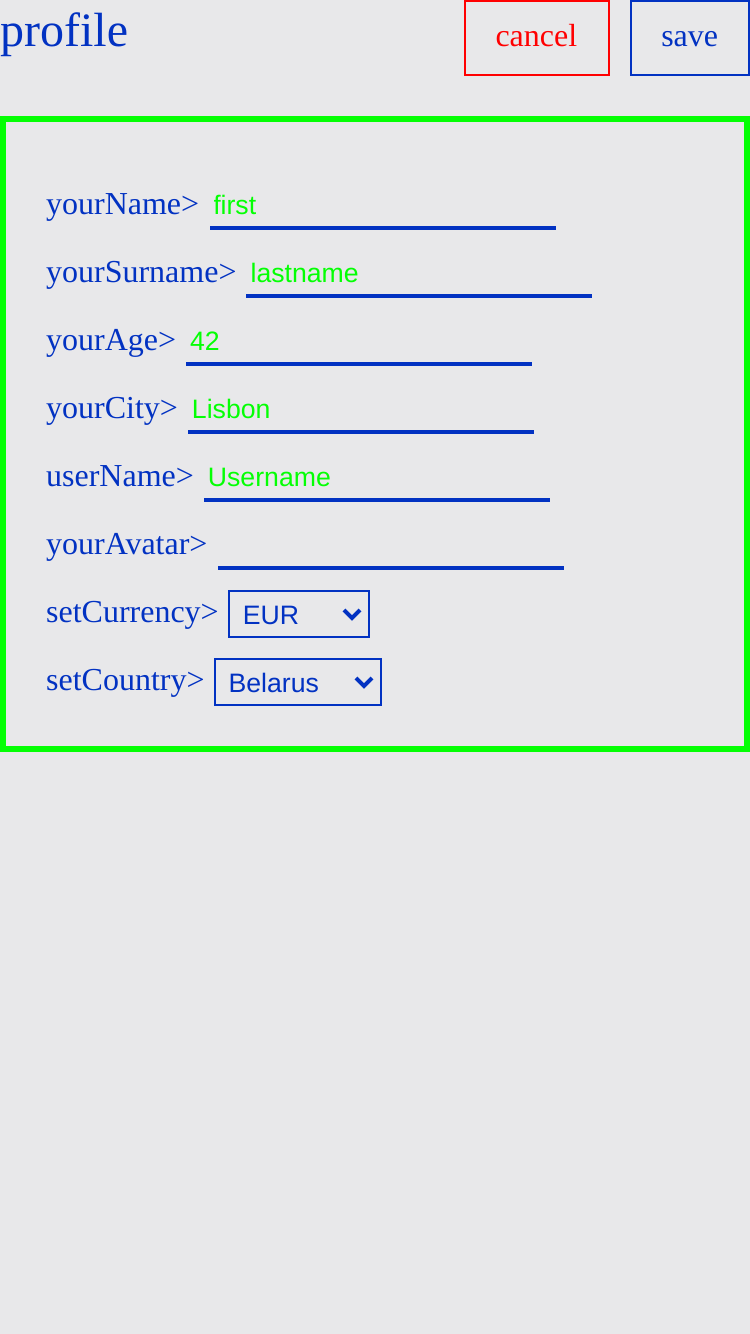 profile cancel save
yourName> first
yourSurname> lastname
yourAge> 42
yourCity> Lisbon
userName> Username
yourAvatar>
setCurrency> EUR
setCountry> Belarus